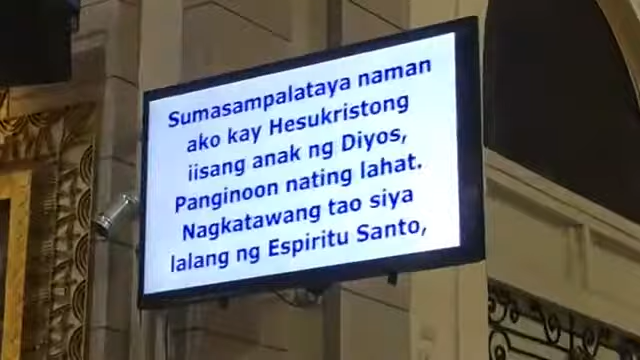 Sumasampalataya naman
ako kay Hesukristong
iisang anak ng Diyos,
Panginoon nating lahat.
Nagkatawang tao siya
lalang ng Espiritu Santo,